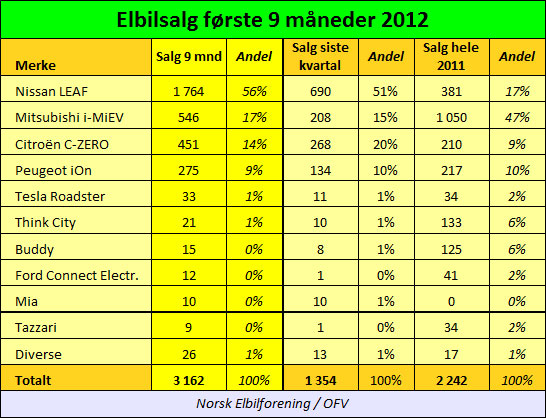 Elbilsalg første 9 måneder 2012
Merke Salg 9 mnd Andel Salg siste kvartal Andel Salg hele 2011 Andel
Nissan LEAF 1 764 56% 690 51% 381 17%
Mitsubishi i-MiEV 546 17% 208 15% 1 050 47%
Citroën C-ZERO 451 14% 268 20% 210 9%
Peugeot iOn 275 9% 134 10% 217 10%
Tesla Roadster 33 1% 11 1% 34 2%
Think City 21 1% 10 1% 133 6%
Buddy 15 0% 8 1% 125 6%
Ford Connect Electr. 12 0% 1 0% 41 2%
Mia 10 0% 10 1% 0 0%
Tazzari 9 0% 1 0% 34 2%
Diverse 26 1% 13 1% 17 1%
Totalt 3 162 100% 1 354 100% 2 242 100%
Norsk Elbilforening / OFV